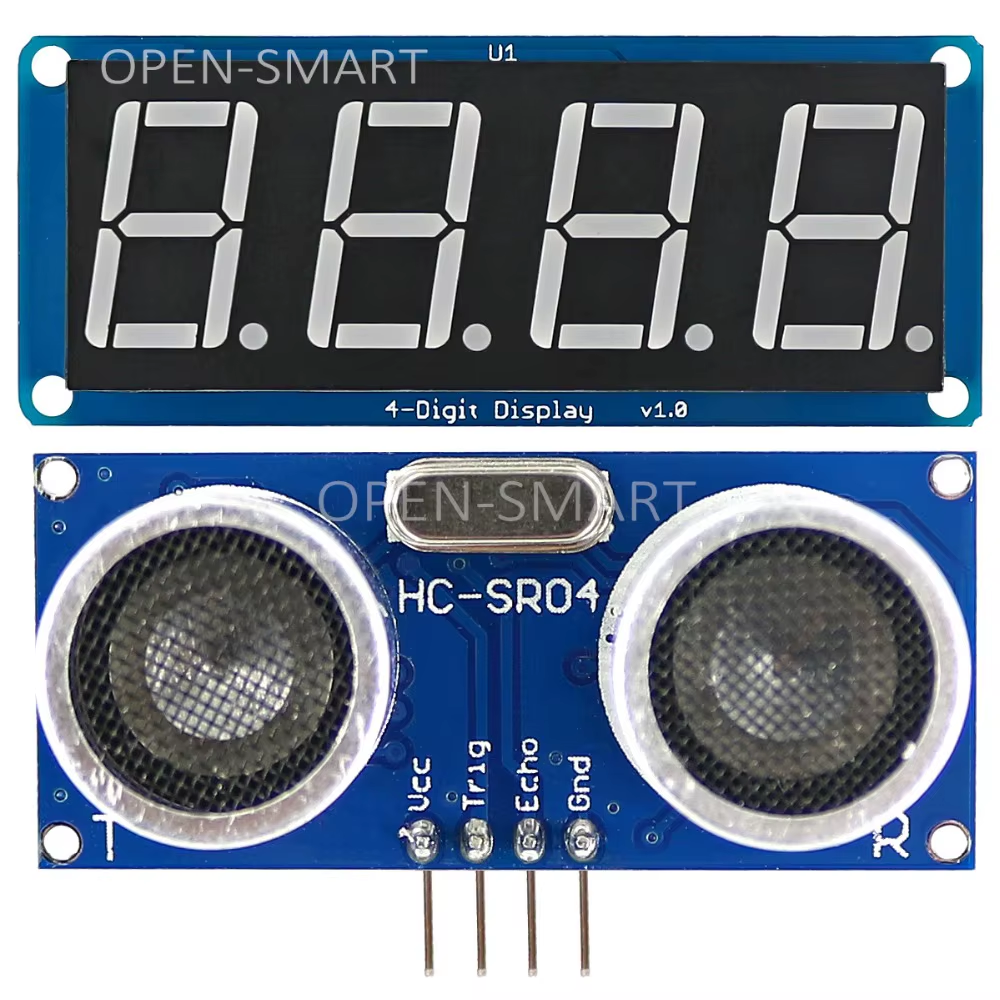 OPEN-SMART
U1
4-Digit Display v1.0
OPEN-SMART
HC-SR04
Vcc
Trig
Echo
Gnd
T
R